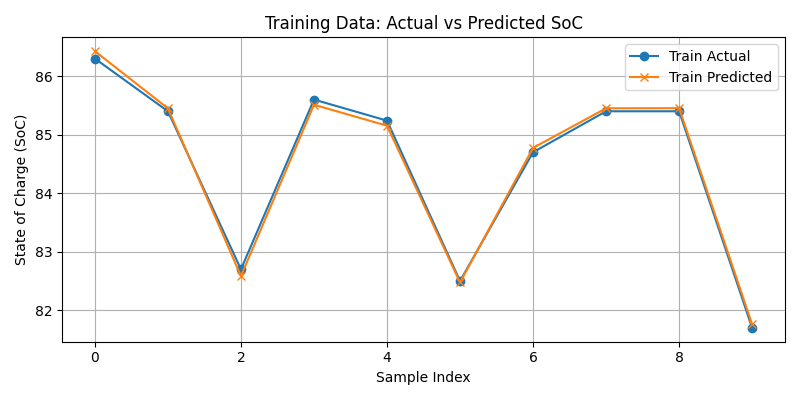 Training Data: Actual vs Predicted SoC
Train Actual
Train Predicted
State of Charge (SoC)
86
85
84
83
82
0 2 4 6 8
Sample Index